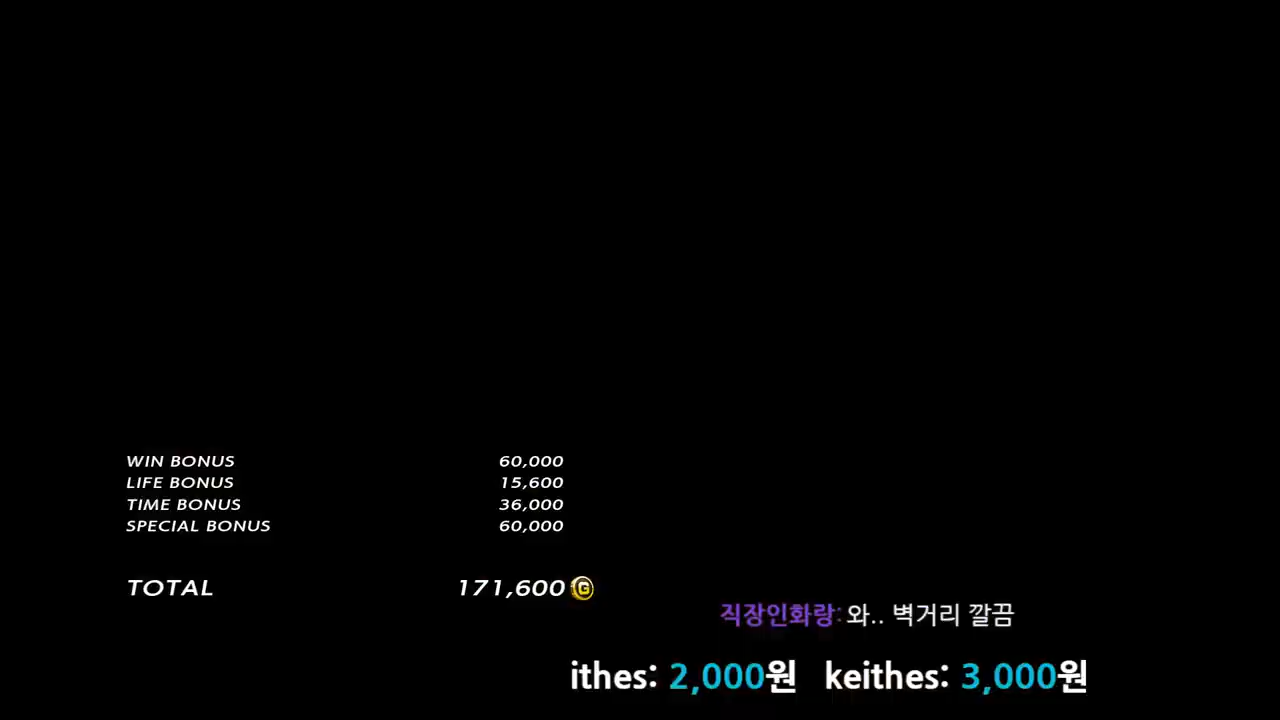 WIN BONUS 60,000
LIFE BONUS 15,600
TIME BONUS 36,000
SPECIAL BONUS 60,000
TOTAL 171,600 G
직장인화랑: 와.. 벽거리 깔끔
ithes: 2,000원 keithes: 3,000원